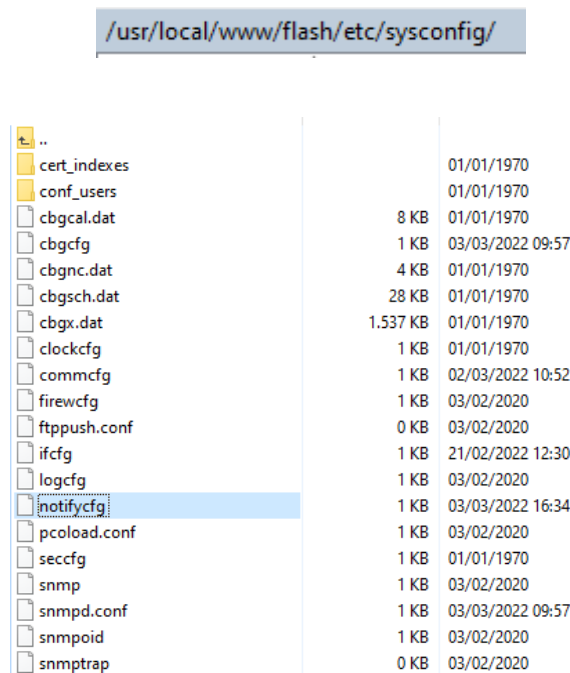 /usr/local/www/flash/etc/sysconfig/
..
cert_indexes 01/01/1970
conf_users 01/01/1970
cbgcal.dat 8 KB 01/01/1970
cbgcfg 1 KB 03/03/2022 09:57
cbgnc.dat 4 KB 01/01/1970
cbgsch.dat 28 KB 01/01/1970
cbgx.dat 1.537 KB 01/01/1970
clockcfg 1 KB 01/01/1970
commcfg 1 KB 02/03/2022 10:52
firewcfg 1 KB 03/02/2020
ftppush.conf 0 KB 03/02/2020
ifcfg 1 KB 21/02/2022 12:30
logcfg 1 KB 03/02/2020
notifycfg 1 KB 03/03/2022 16:34
pcoload.conf 1 KB 03/02/2020
seccfg 1 KB 01/01/1970
snmp 1 KB 03/02/2020
snmpd.conf 1 KB 03/03/2022 09:57
snmpoid 1 KB 03/02/2020
snmptrap 0 KB 03/02/2020